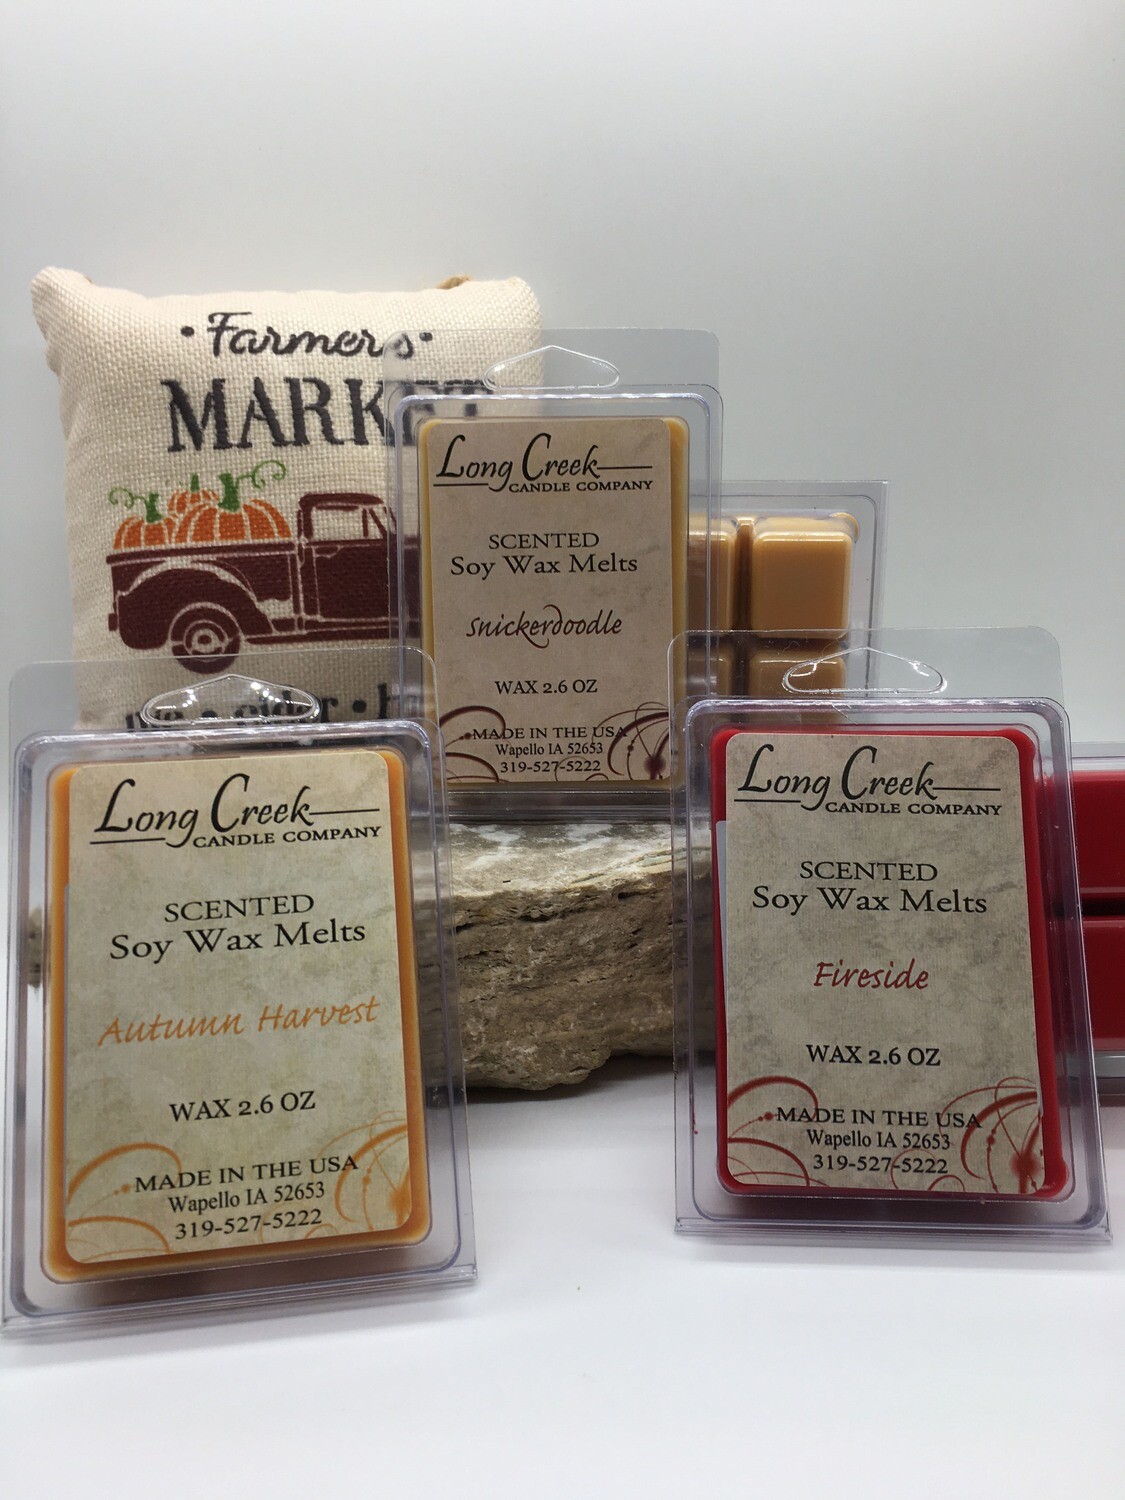 • Farmer's •
MARKET
• cider •
Long Creek
CANDLE COMPANY
SCENTED
Soy Wax Melts
Snickerdoodle
WAX 2.6 OZ
MADE IN THE USA
Wapello IA 52653
319-527-5222
Long Creek
CANDLE COMPANY
SCENTED
Soy Wax Melts
Autumn Harvest
WAX 2.6 OZ
MADE IN THE USA
Wapello IA 52653
319-527-5222
Long Creek
CANDLE COMPANY
SCENTED
Soy Wax Melts
Fireside
WAX 2.6 OZ
MADE IN THE USA
Wapello IA 52653
319-527-5222